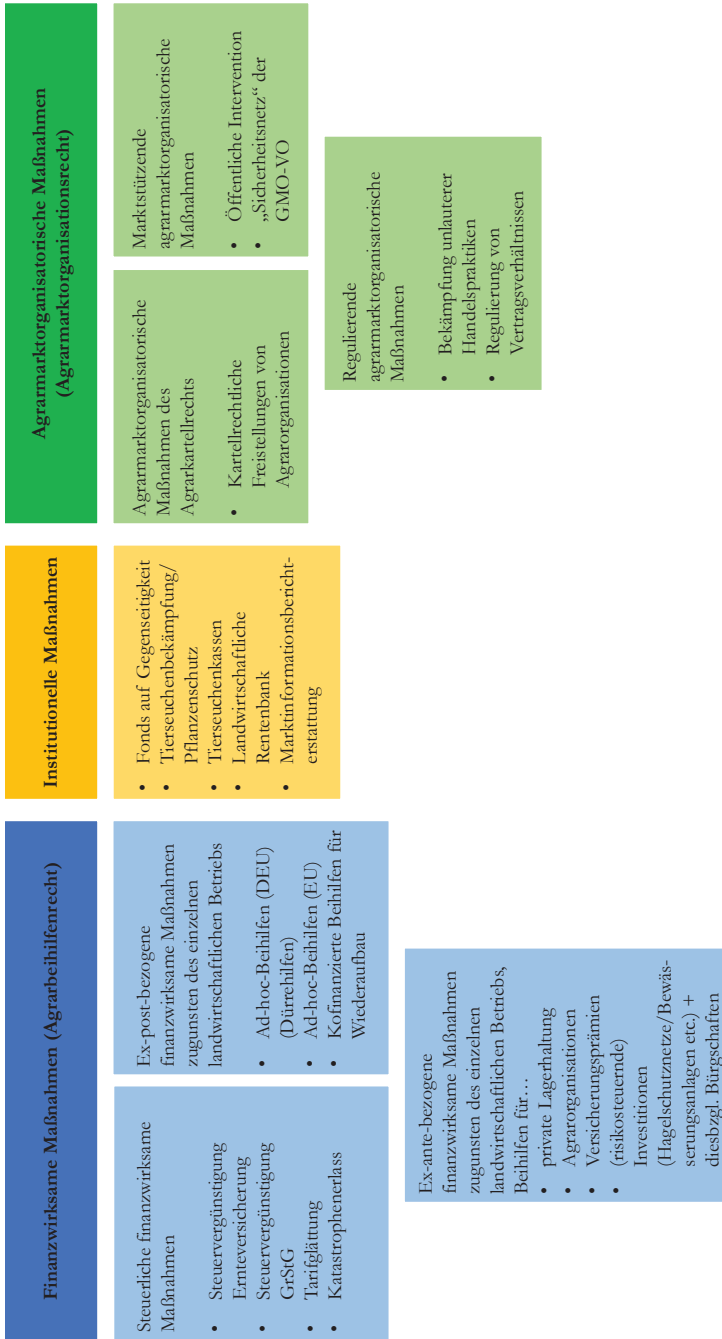 Finanzwirksame Maßnahmen (Agrarbeihilfenrecht)
Steuerliche finanzwirksame
Maßnahmen
• Steuervergünstigung
Ernteversicherung
• Steuervergünstigung
GrStG
• Tarifglättung
• Katastrophenerlass
Ex-post-bezogene
finanzwirksame Maßnahmen
zugunsten des einzelnen
landwirtschaftlichen Betriebs
• Ad-hoc-Beihilfen (DEU)
(Dürrehilfen)
• Ad-hoc-Beihilfen (EU)
• Kofinanzierte Beihilfen für
Wiederaufbau
Ex-ante-bezogene
finanzwirksame Maßnahmen
zugunsten des einzelnen
landwirtschaftlichen Betriebs,
Beihilfen für…
• private Lagerhaltung
• Agrarorganisationen
• Versicherungsprämien
• (risikosteuernde)
Investitionen
(Hagelschutznetze/Bewäs-
serungsanlagen etc.) +
diesbzgl. Bürgschaften
Institutionelle Maßnahmen
• Fonds auf Gegenseitigkeit
• Tierseuchenbekämpfung/
Pflanzenschutz
• Tierseuchenkassen
• Landwirtschaftliche
Rentenbank
• Marktinformationsbericht-
erstattung
Agrarmarktorganisatorische Maßnahmen
(Agrarmarktorganisationsrecht)
Agrarmarktorganisatorische
Maßnahmen des
Agrarkartellrechts
• Kartellrechtliche
Freistellungen von
Agrarorganisationen
Marktstützende
agrarmarktorganisatorische
Maßnahmen
• Öffentliche Intervention
• „Sicherheitsnetz“ der
GMO-VO
Regulierende
agrarmarktorganisatorische
Maßnahmen
• Bekämpfung unlauterer
Handelspraktiken
• Regulierung von
Vertragsverhältnissen